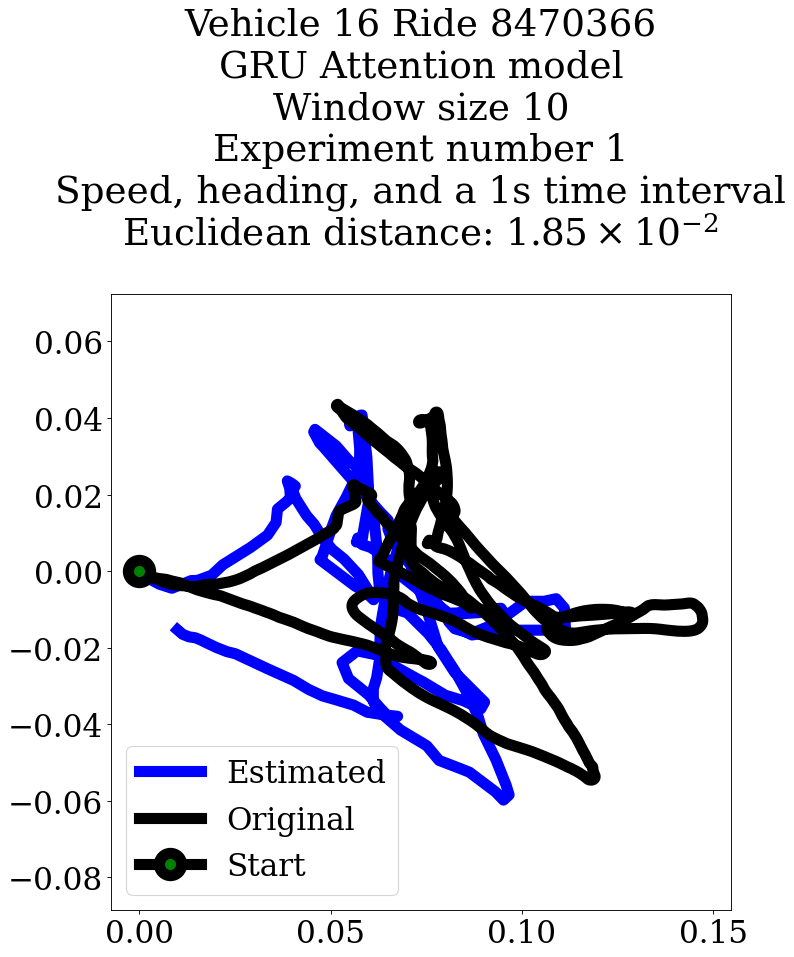 Vehicle 16 Ride 8470366
GRU Attention model
Window size 10
Experiment number 1
Speed, heading, and a 1s time interval
Euclidean distance: 1.85 × 10⁻²
0.06
0.04
0.02
0.00
−0.02
−0.04
−0.06
−0.08
Estimated
Original
Start
0.00 0.05 0.10 0.15